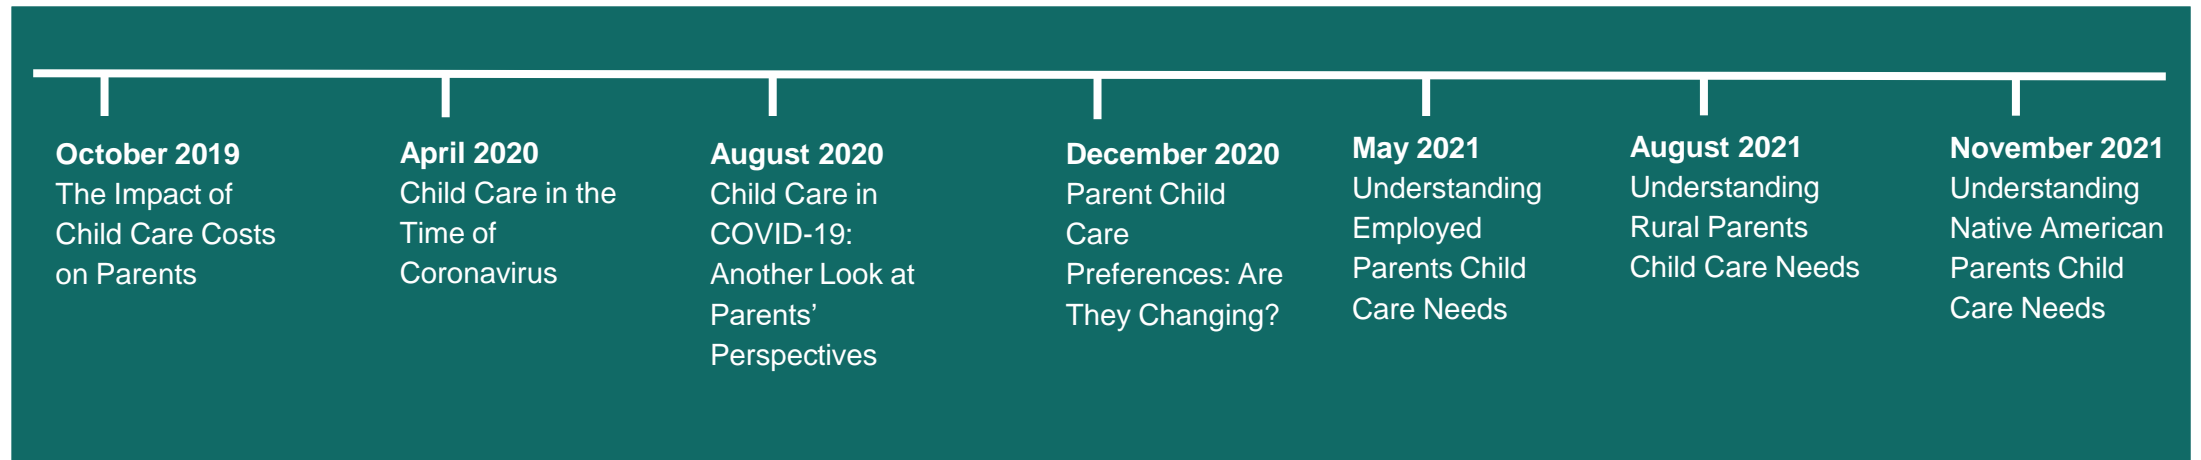 October 2019
The Impact of
Child Care Costs
on Parents
April 2020
Child Care in the
Time of
Coronavirus
August 2020
Child Care in
COVID-19:
Another Look at
Parents’
Perspectives
December 2020
Parent Child
Care
Preferences: Are
They Changing?
May 2021
Understanding
Employed
Parents Child
Care Needs
August 2021
Understanding
Rural Parents
Child Care Needs
November 2021
Understanding
Native American
Parents Child
Care Needs